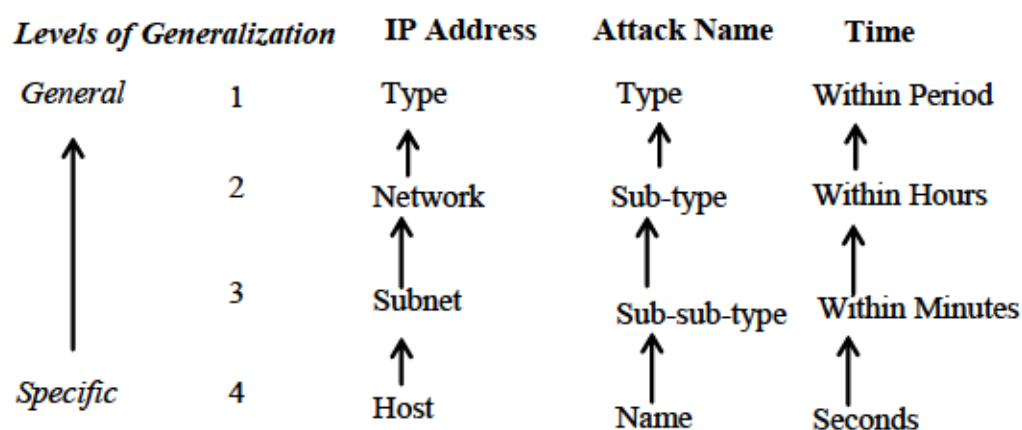 Levels of Generalization IP Address Attack Name Time
General 1 Type Type Within Period
2 Network Sub-type Within Hours
3 Subnet Sub-sub-type Within Minutes
Specific 4 Host Name Seconds